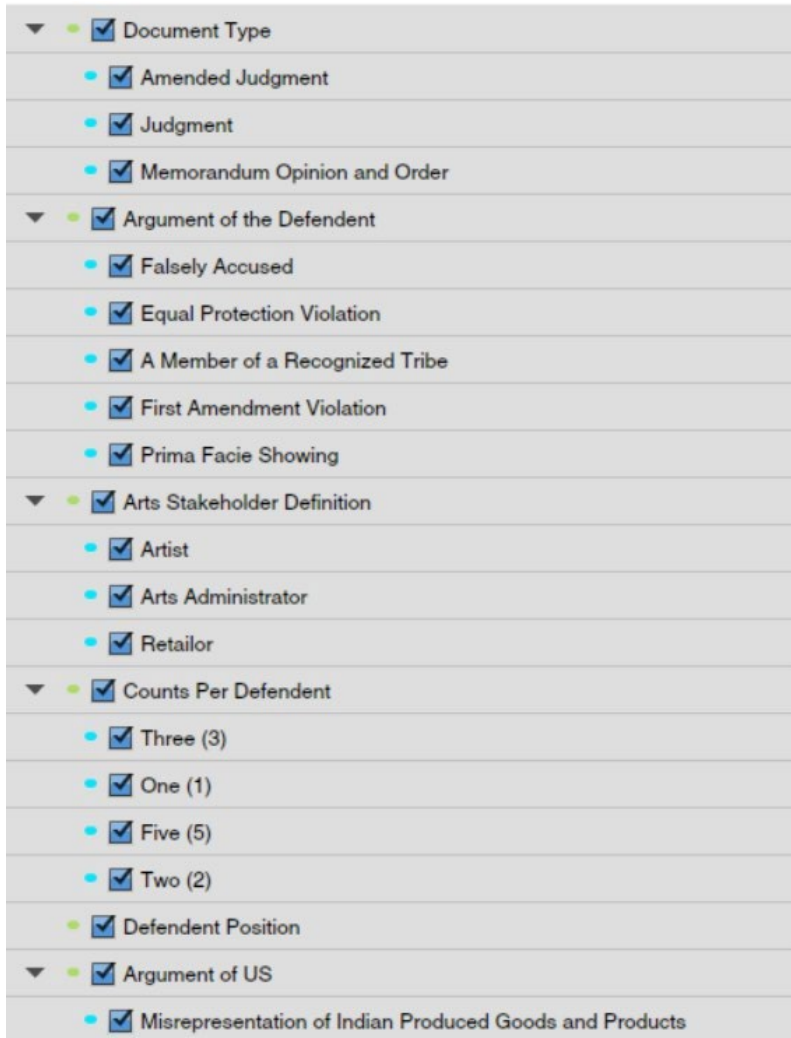 Document Type
Amended Judgment
Judgment
Memorandum Opinion and Order
Argument of the Defendent
Falsely Accused
Equal Protection Violation
A Member of a Recognized Tribe
First Amendment Violation
Prima Facie Showing
Arts Stakeholder Definition
Artist
Arts Administrator
Retailor
Counts Per Defendent
Three (3)
One (1)
Five (5)
Two (2)
Defendent Position
Argument of US
Misrepresentation of Indian Produced Goods and Products